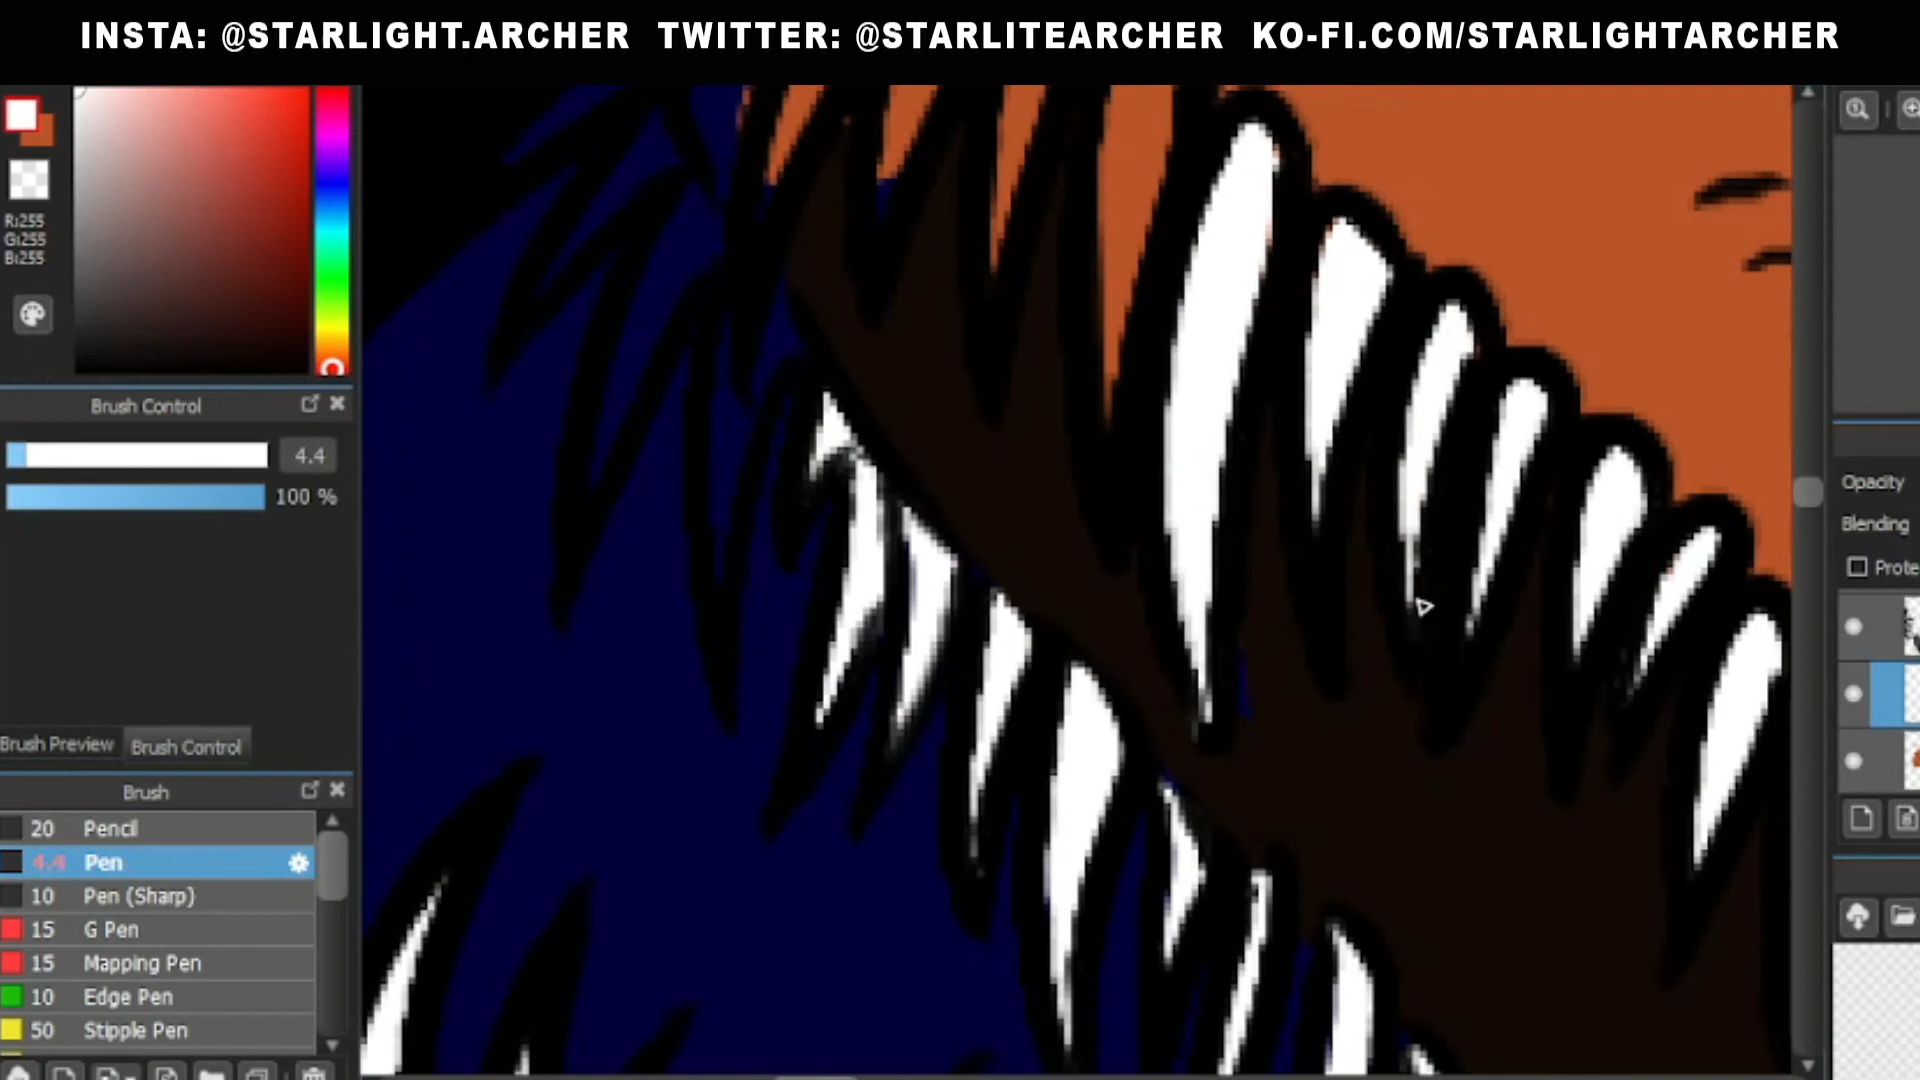 INSTA: @STARLIGHT.ARCHER TWITTER: @STARLITEARCHER KO-FI.COM/STARLIGHTARCHER
R:255
G:255
B:255
Brush Control
4.4
100 %
Opacity
Blending
Prote
Brush Preview Brush Control
Brush
20 Pencil
4.4 Pen
10 Pen (Sharp)
15 G Pen
15 Mapping Pen
10 Edge Pen
50 Stipple Pen